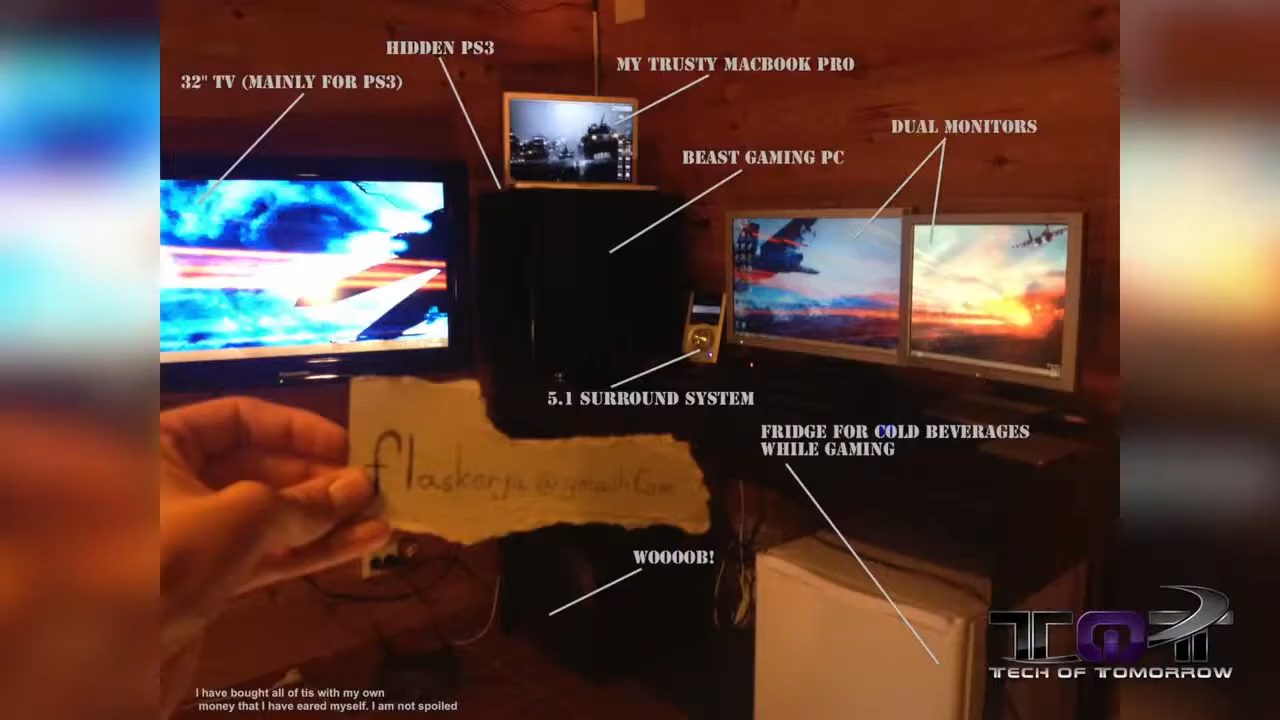 HIDDEN PS3
MY TRUSTY MACBOOK PRO
32" TV (MAINLY FOR PS3)
DUAL MONITORS
BEAST GAMING PC
5.1 SURROUND SYSTEM
FRIDGE FOR COLD BEVERAGES
WHILE GAMING
WOOOOB!
TOT
TECH OF TOMORROW
I have bought all of tis with my own
money that I have eared myself. I am not spoiled